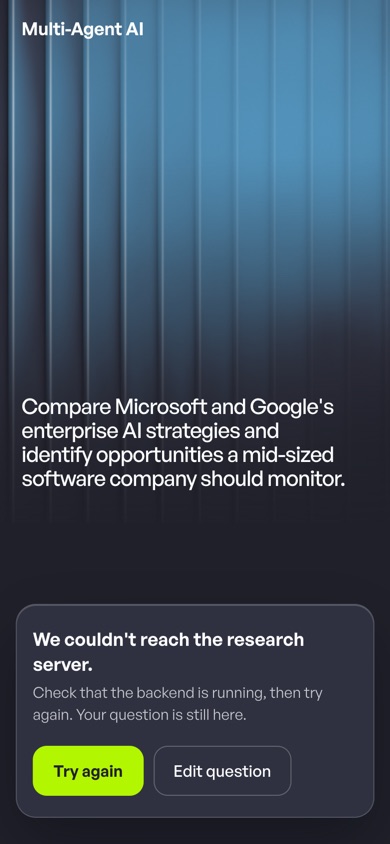 Multi-Agent AI
Compare Microsoft and Google's
enterprise AI strategies and
identify opportunities a mid-sized
software company should monitor.
We couldn't reach the research
server.
Check that the backend is running, then try
again. Your question is still here.
Try again
Edit question